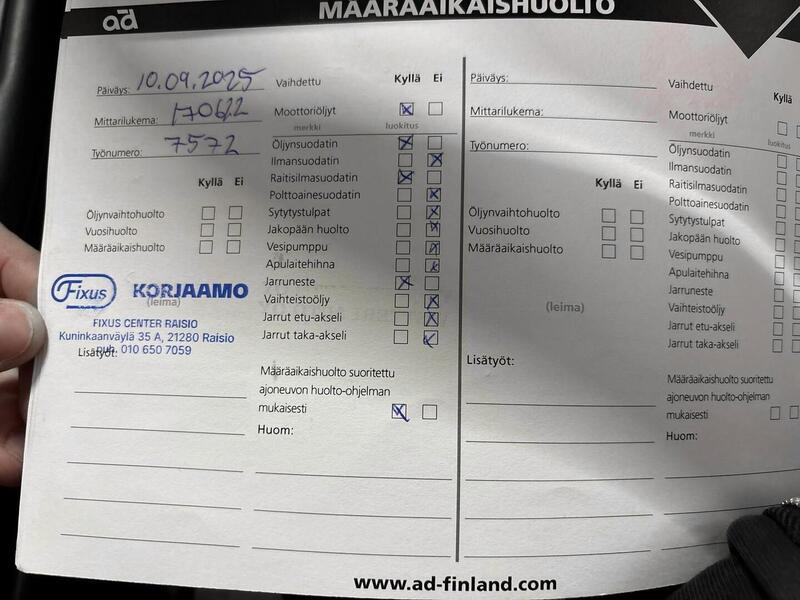 ad MÄÄRÄAIKAISHUOLTO
Päiväys: 10.09.2025
Mittarilukema: 170622
Työnumero: 7572
Kyllä Ei
Öljynvaihtohuolto
Vuosihuolto
Määräaikaishuolto
Fixus KORJAAMO
(leima)
FIXUS CENTER RAISIO
Kuninkaanväylä 35 A, 21280 Raisio
puh. 010 650 7059
Lisätyöt:
Vaihdettu Kyllä Ei
Moottoriöljyt
merkki luokitus
Öljynsuodatin
Ilmansuodatin
Raitisilmasuodatin
Polttoainesuodatin
Sytytystulpat
Jakopään huolto
Vesipumppu
Apulaitehihna
Jarruneste
Vaihteistoöljy
Jarrut etu-akseli
Jarrut taka-akseli
Määräaikaishuolto suoritettu
ajoneuvon huolto-ohjelman
mukaisesti
Huom:
Päiväys:
Mittarilukema:
Työnumero:
Kyllä Ei
Öljynvaihtohuolto
Vuosihuolto
Määräaikaishuolto
(leima)
Lisätyöt:
Vaihdettu Kyllä
Moottoriöljyt
merkki luokitus
Öljynsuodatin
Ilmansuodatin
Raitisilmasuodatin
Polttoainesuodatin
Sytytystulpat
Jakopään huolto
Vesipumppu
Apulaitehihna
Jarruneste
Vaihteistoöljy
Jarrut etu-akseli
Jarrut taka-akseli
Määräaikaishuolto suoritettu
ajoneuvon huolto-ohjelman
mukaisesti
Huom:
www.ad-finland.com